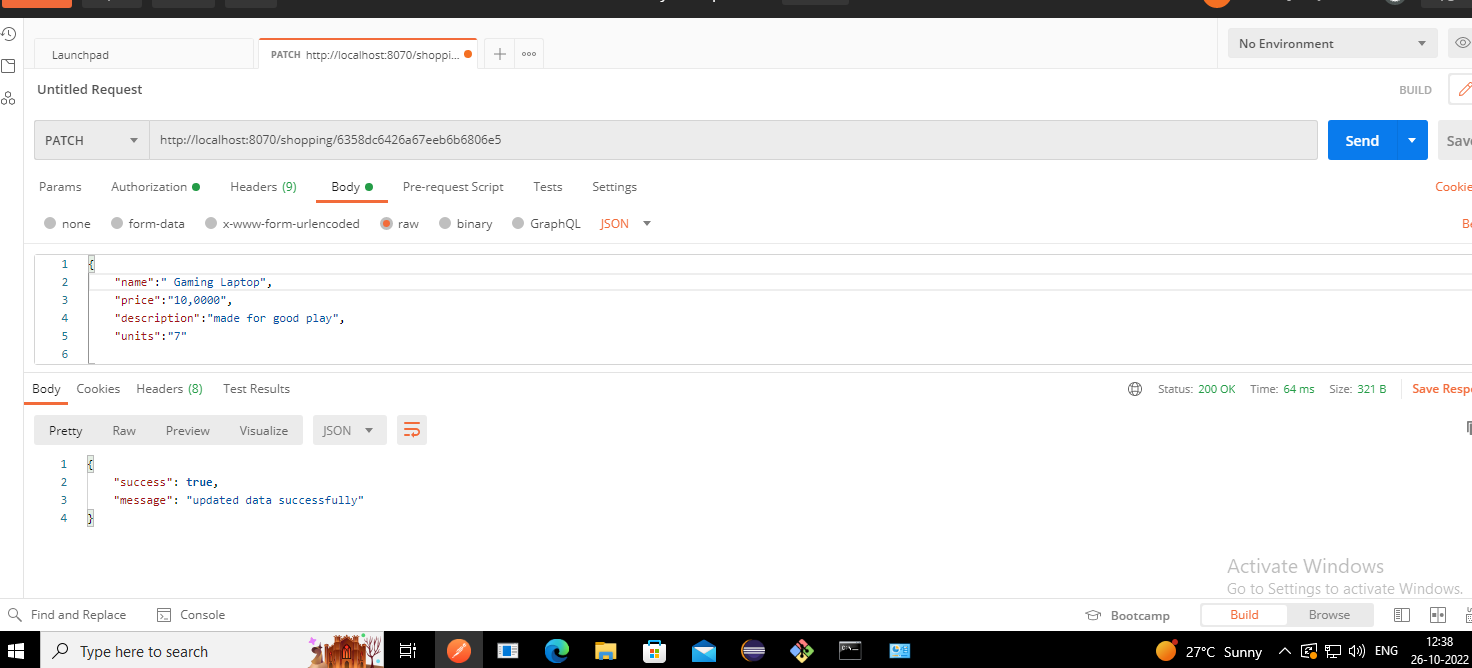 Launchpad
PATCH http://localhost:8070/shoppi...
No Environment
Untitled Request
BUILD
PATCH
http://localhost:8070/shopping/6358dc6426a67eeb6b6806e5
Send
Sav
Params Authorization Headers (9) Body Pre-request Script Tests Settings
Cookie
none form-data x-www-form-urlencoded raw binary GraphQL JSON
Be
1 {
2 "name":" Gaming Laptop",
3 "price":"10,0000",
4 "description":"made for good play",
5 "units":"7"
6
Body Cookies Headers (8) Test Results
Status: 200 OK Time: 64 ms Size: 321 B Save Resp
Pretty Raw Preview Visualize JSON
1 {
2 "success": true,
3 "message": "updated data successfully"
4 }
Activate Windows
Go to Settings to activate Windows.
Find and Replace Console
Bootcamp Build Browse
Type here to search
27°C Sunny
ENG
12:38
26-10-2022